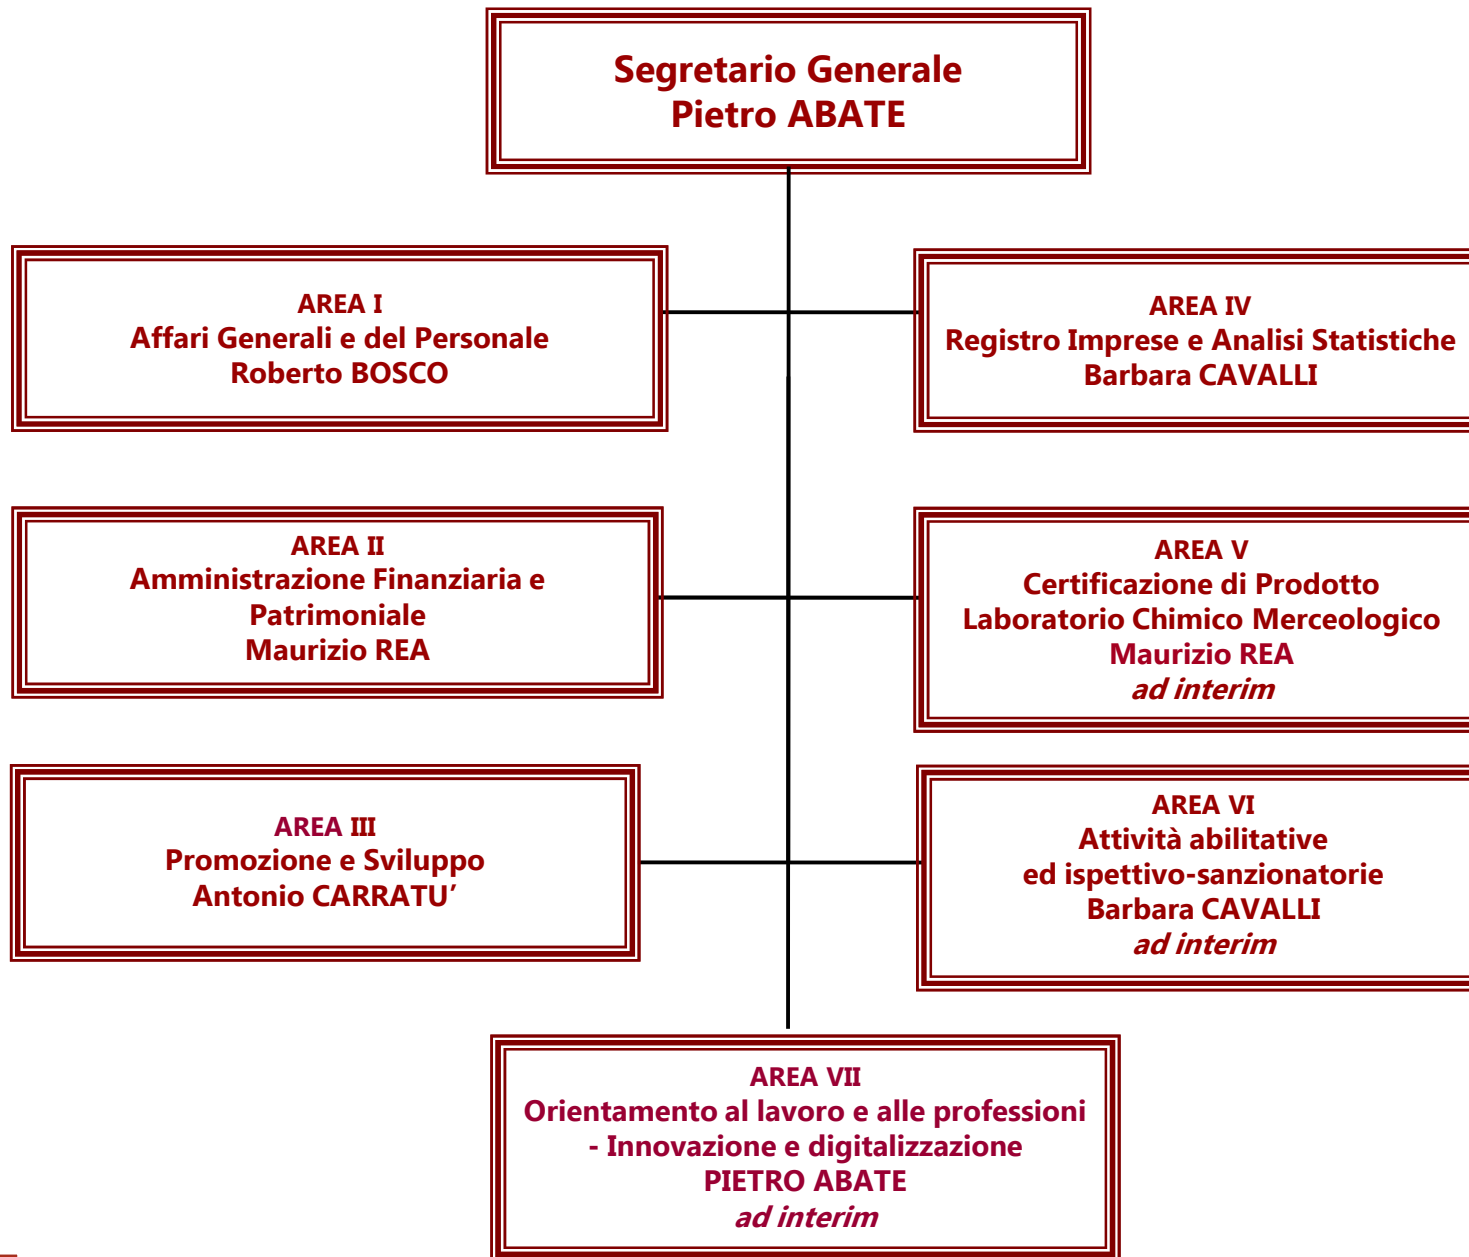 Segretario Generale
Pietro ABATE
AREA I
Affari Generali e del Personale
Roberto BOSCO
AREA IV
Registro Imprese e Analisi Statistiche
Barbara CAVALLI
AREA II
Amministrazione Finanziaria e
Patrimoniale
Maurizio REA
AREA V
Certificazione di Prodotto
Laboratorio Chimico Merceologico
Maurizio REA
ad interim
AREA III
Promozione e Sviluppo
Antonio CARRATU’
AREA VI
Attività abilitative
ed ispettivo-sanzionatorie
Barbara CAVALLI
ad interim
AREA VII
Orientamento al lavoro e alle professioni
- Innovazione e digitalizzazione
PIETRO ABATE
ad interim